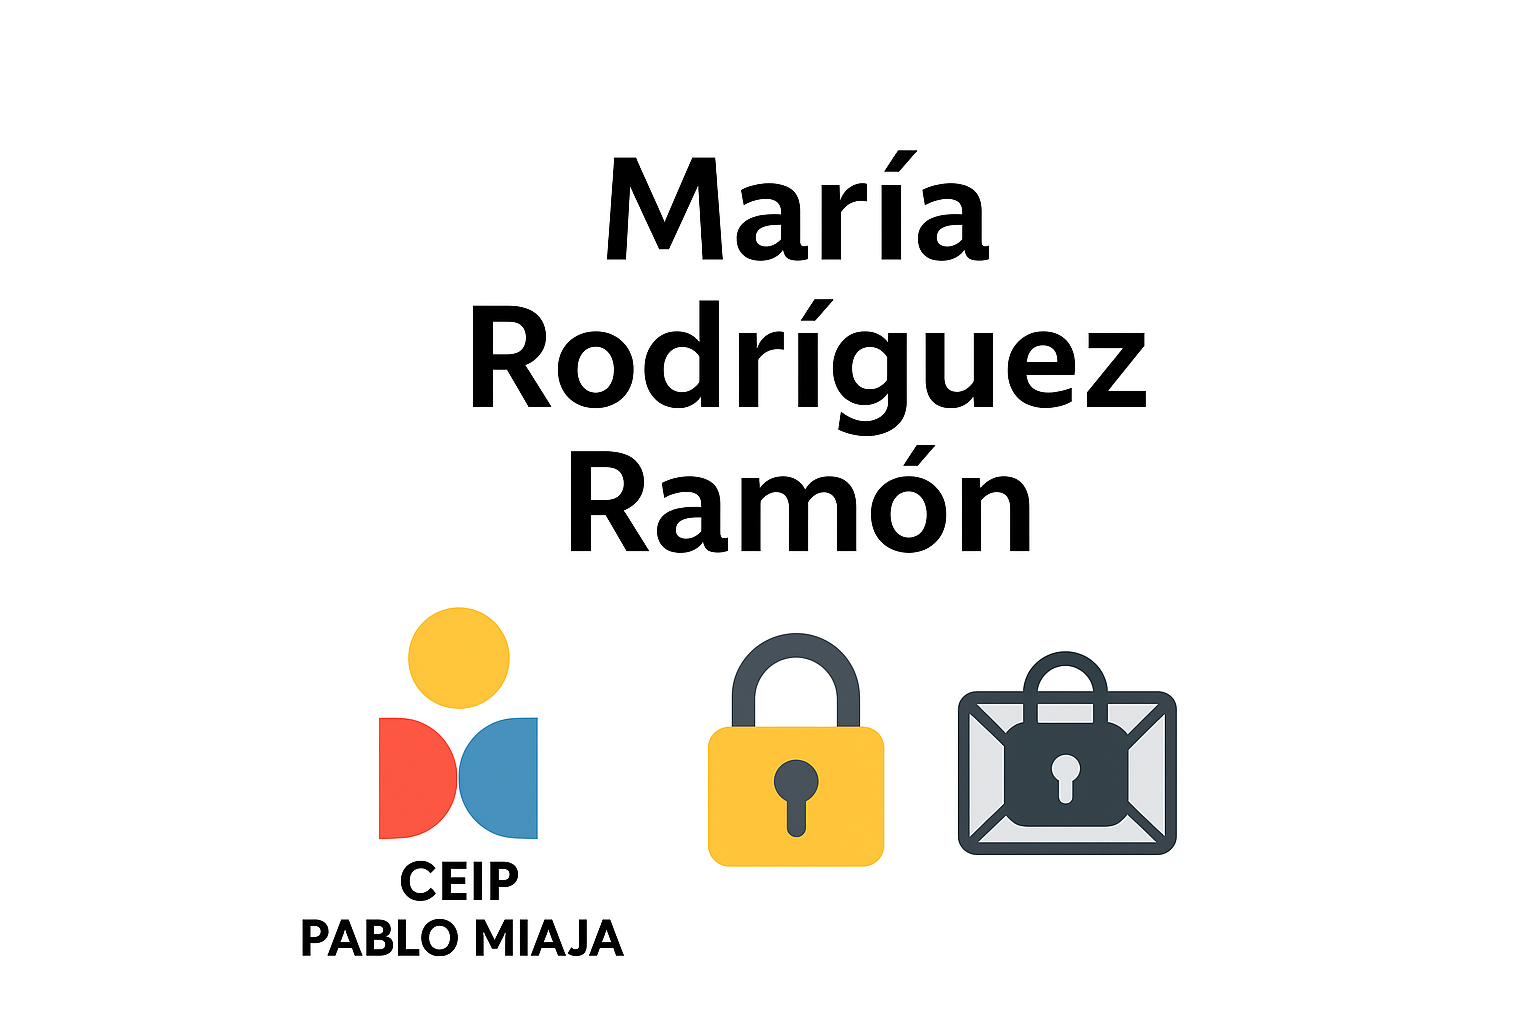 María
Rodríguez
Ramón
CEIP
PABLO MIAJA